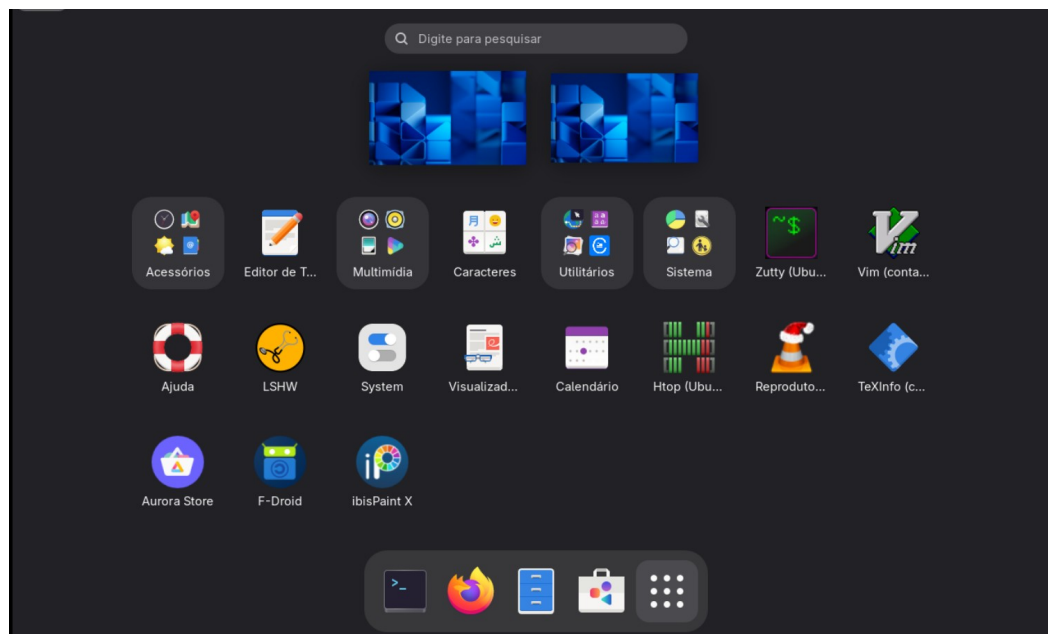 Digite para pesquisar
Acessórios
Editor de T...
Multimídia
Caracteres
Utilitários
Sistema
Zutty (Ubu...
Vim (conta...
Ajuda
LSHW
System
Visualizad...
Calendário
Htop (Ubu...
Reproduto...
TeXInfo (c...
Aurora Store
F-Droid
ibisPaint X